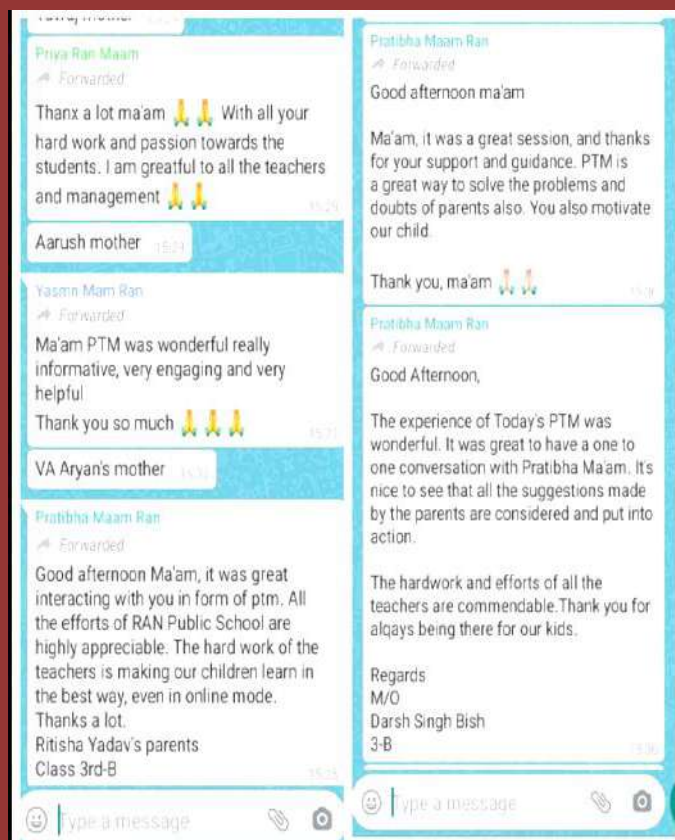 mother
Priya Ran Maam
Forwarded
Thanx a lot ma'am 🙏 🙏 With all your
hard work and passion towards the
students. I am greatful to all the teachers
and management 🙏 🙏
15:29
Aarush mother 15:29
Yasmn Mam Ran
Forwarded
Ma'am PTM was wonderful really
informative, very engaging and very
helpful
Thank you so much 🙏 🙏 🙏
VA Aryan's mother
Pratibha Maam Ran
Forwarded
Good afternoon Ma'am, it was great
interacting with you in form of ptm. All
the efforts of RAN Public School are
highly appreciable. The hard work of the
teachers is making our children learn in
the best way, even in online mode.
Thanks a lot.
Ritisha Yadav's parents
Class 3rd-B
Type a message
Pratibha Maam Ran
Forwarded
Good afternoon ma'am
Ma'am, it was a great session, and thanks
for your support and guidance. PTM is
a great way to solve the problems and
doubts of parents also. You also motivate
our child.
Thank you, ma'am 🙏 🙏
Pratibha Maam Ran
Forwarded
Good Afternoon,
The experience of Today's PTM was
wonderful. It was great to have a one to
one conversation with Pratibha Ma'am. It's
nice to see that all the suggestions made
by the parents are considered and put into
action.
The hardwork and efforts of all the
teachers are commendable.Thank you for
alqays being there for our kids.
Regards
M/O
Darsh Singh Bish
3-B
Type a message